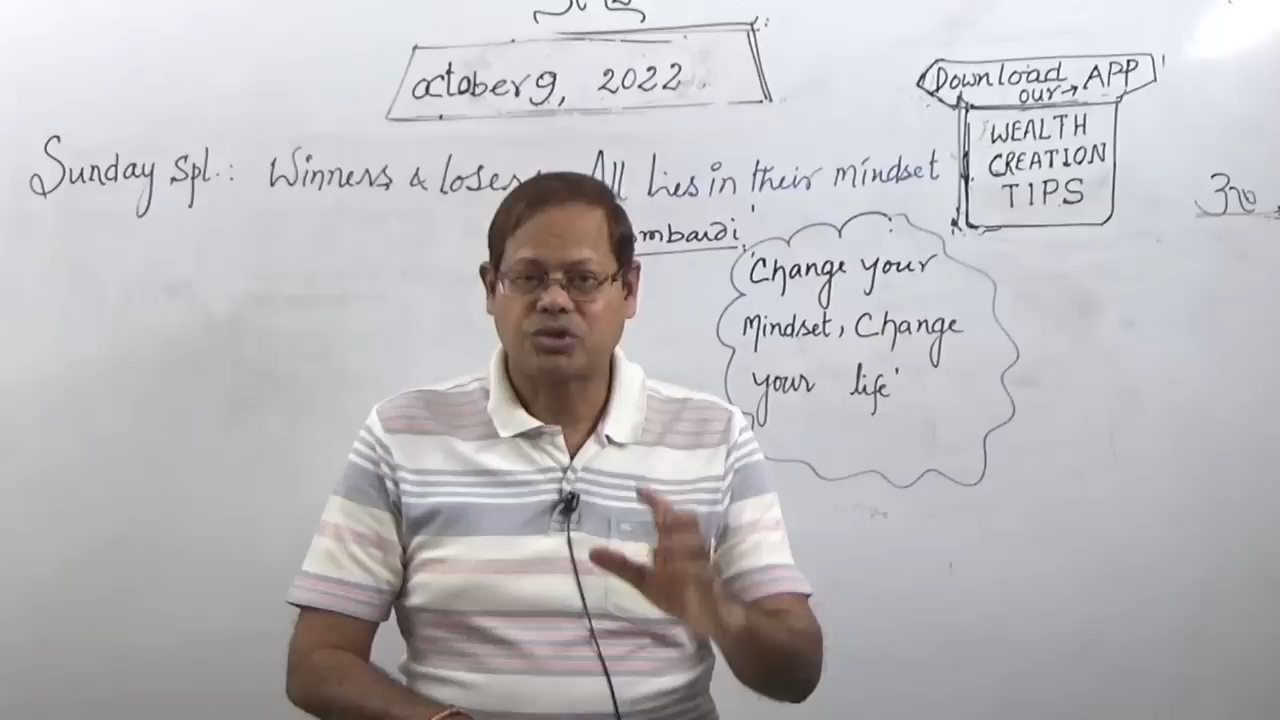 October 9, 2022
Download
our → APP
WEALTH
CREATION
TIPS
Sunday Spl.: Winners & All Lies in their mindset
'Change your
Mindset, Change
your life'